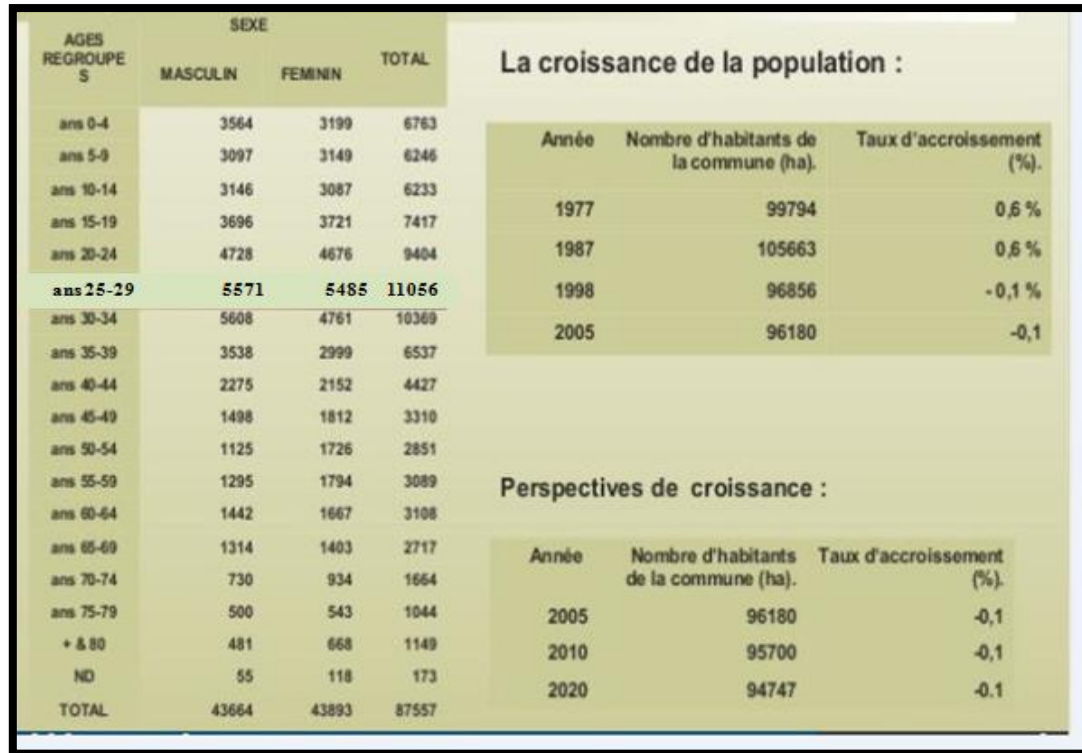 AGES
REGROUPE
S
SEXE
MASCULIN FEMININ TOTAL
ans 0-4 3564 3199 6763
ans 5-9 3097 3149 6246
ans 10-14 3146 3087 6233
ans 15-19 3696 3721 7417
ans 20-24 4728 4676 9404
ans 25-29 5571 5485 11056
ans 30-34 5608 4761 10369
ans 35-39 3538 2999 6537
ans 40-44 2275 2152 4427
ans 45-49 1498 1812 3310
ans 50-54 1125 1726 2851
ans 55-59 1295 1794 3089
ans 60-64 1442 1667 3108
ans 65-69 1314 1403 2717
ans 70-74 730 934 1664
ans 75-79 500 543 1044
+ & 80 481 668 1149
ND 55 118 173
TOTAL 43664 43893 87557
La croissance de la population :
Année Nombre d'habitants de Taux d'accroissement
la commune (ha). (%).
1977 99794 0,6 %
1987 105663 0,6 %
1998 96856 - 0,1 %
2005 96180 -0,1
Perspectives de croissance :
Année Nombre d'habitants Taux d'accroissement
de la commune (ha). (%).
2005 96180 -0,1
2010 95700 -0,1
2020 94747 -0.1